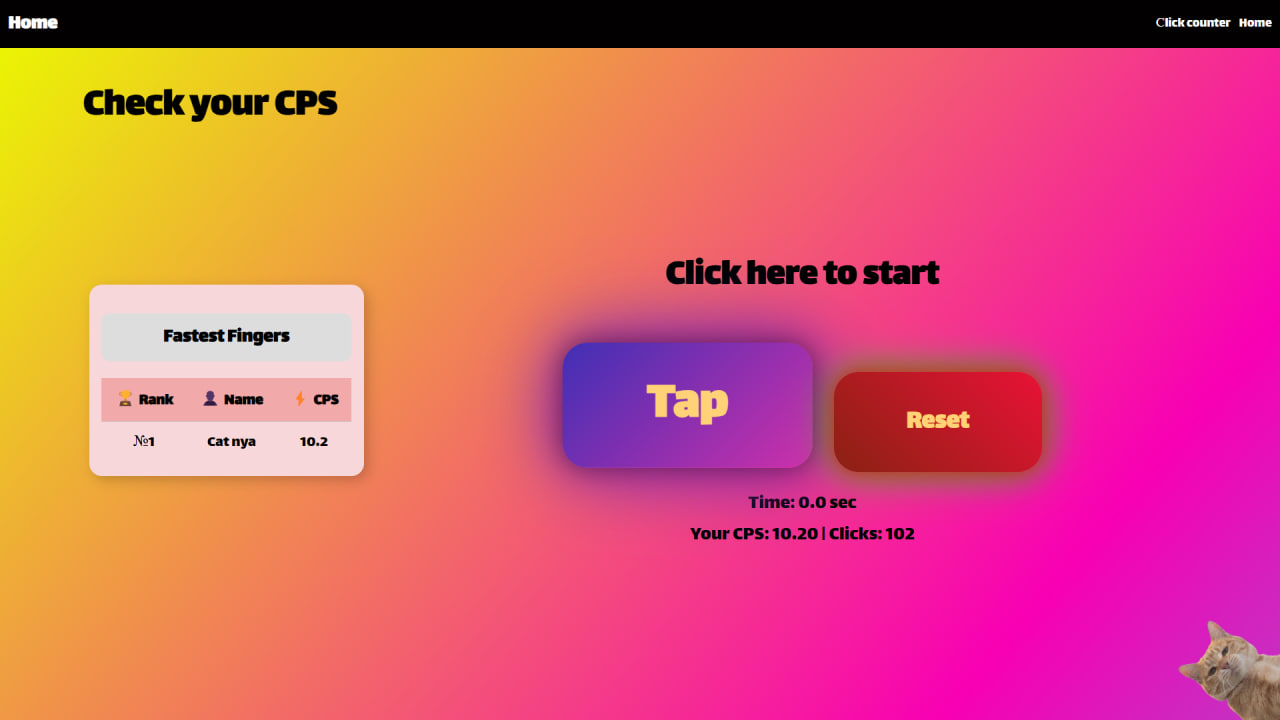 Home
Сlick counter Home
Check your CPS
Click here to start
Fastest Fingers
🏆 Rank 👤 Name ⚡ CPS
№1 Cat nya 10.2
Tap
Reset
Time: 0.0 sec
Your CPS: 10.20 | Clicks: 102